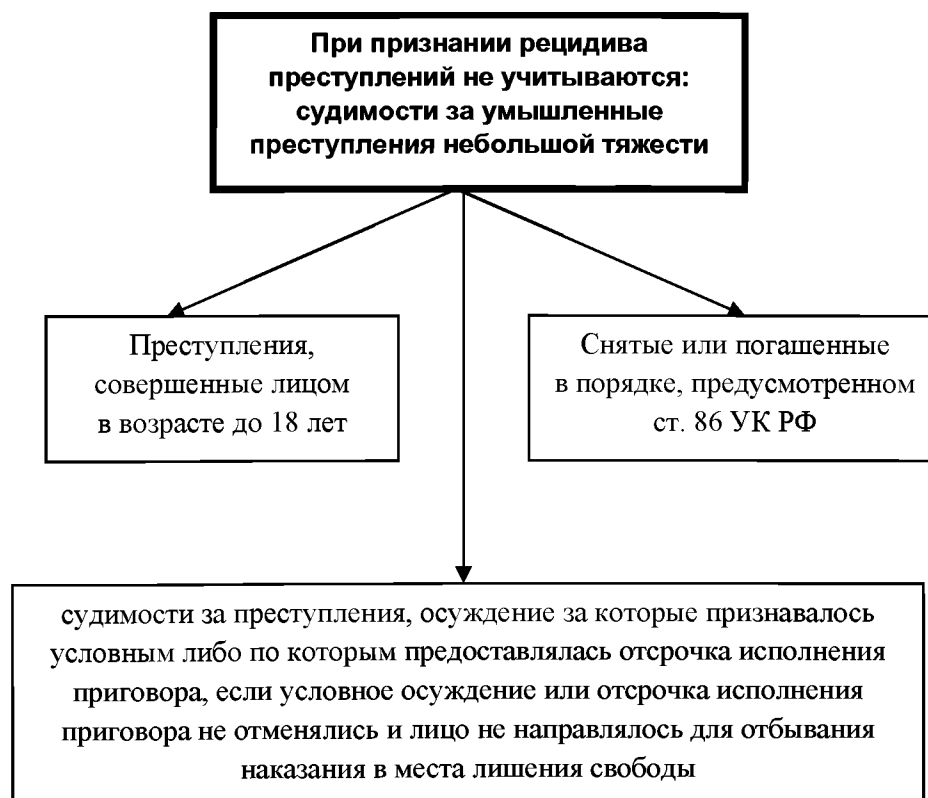 При признании рецидива
преступлений не учитываются:
судимости за умышленные
преступления небольшой тяжести
Преступления,
совершенные лицом
в возрасте до 18 лет
Снятые или погашенные
в порядке, предусмотренном
ст. 86 УК РФ
судимости за преступления, осуждение за которые признавалось
условным либо по которым предоставлялась отсрочка исполнения
приговора, если условное осуждение или отсрочка исполнения
приговора не отменялись и лицо не направлялось для отбывания
наказания в места лишения свободы